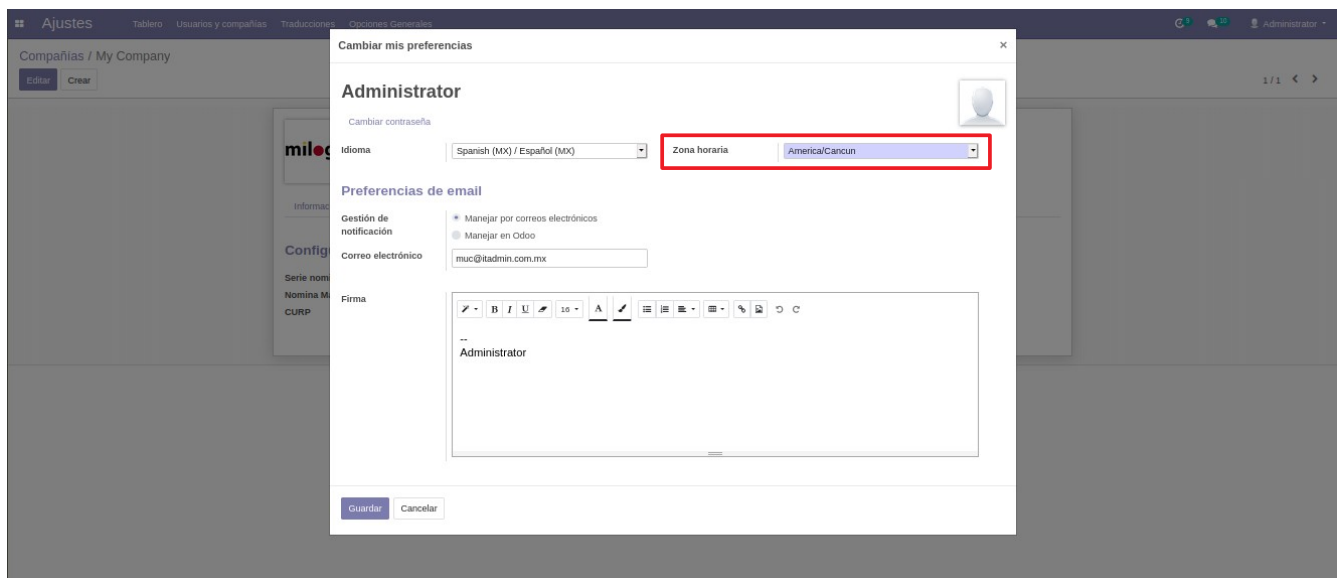 Ajustes Tablero Usuarios y compañías Traducciones Opciones Generales Administrator
Compañías / My Company
Editar Crear
1 / 1
Cambiar mis preferencias ×
Administrator
Cambiar contraseña
Idioma Spanish (MX) / Español (MX) Zona horaria America/Cancun
Preferencias de email
Gestión de notificación
Manejar por correos electrónicos
Manejar en Odoo
Correo electrónico muc@itadmin.com.mx
Firma
B I U 16 A
--
Administrator
Guardar Cancelar
Serie nom
Nomina M
CURP